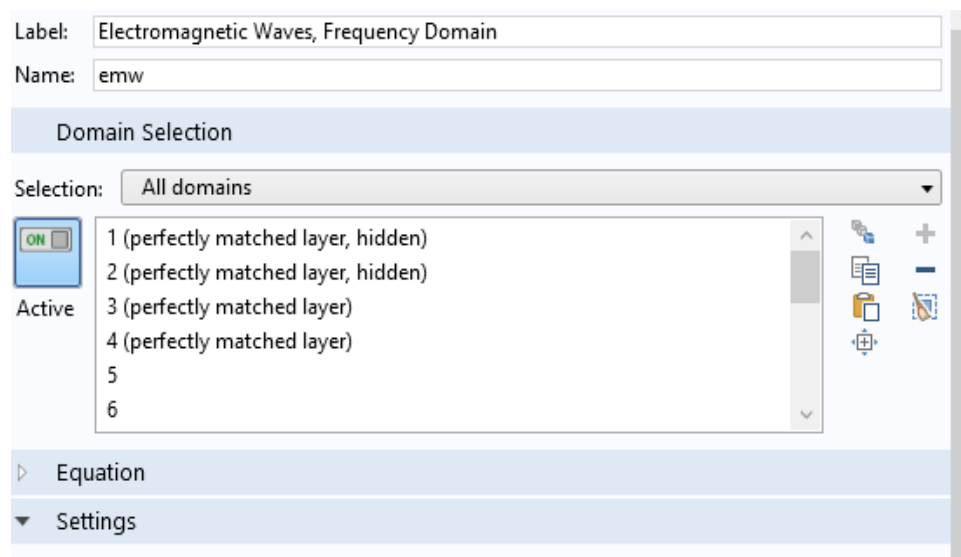 Label: Electromagnetic Waves, Frequency Domain
Name: emw
Domain Selection
Selection: All domains
ON
1 (perfectly matched layer, hidden)
2 (perfectly matched layer, hidden)
Active
3 (perfectly matched layer)
4 (perfectly matched layer)
5
6
Equation
Settings